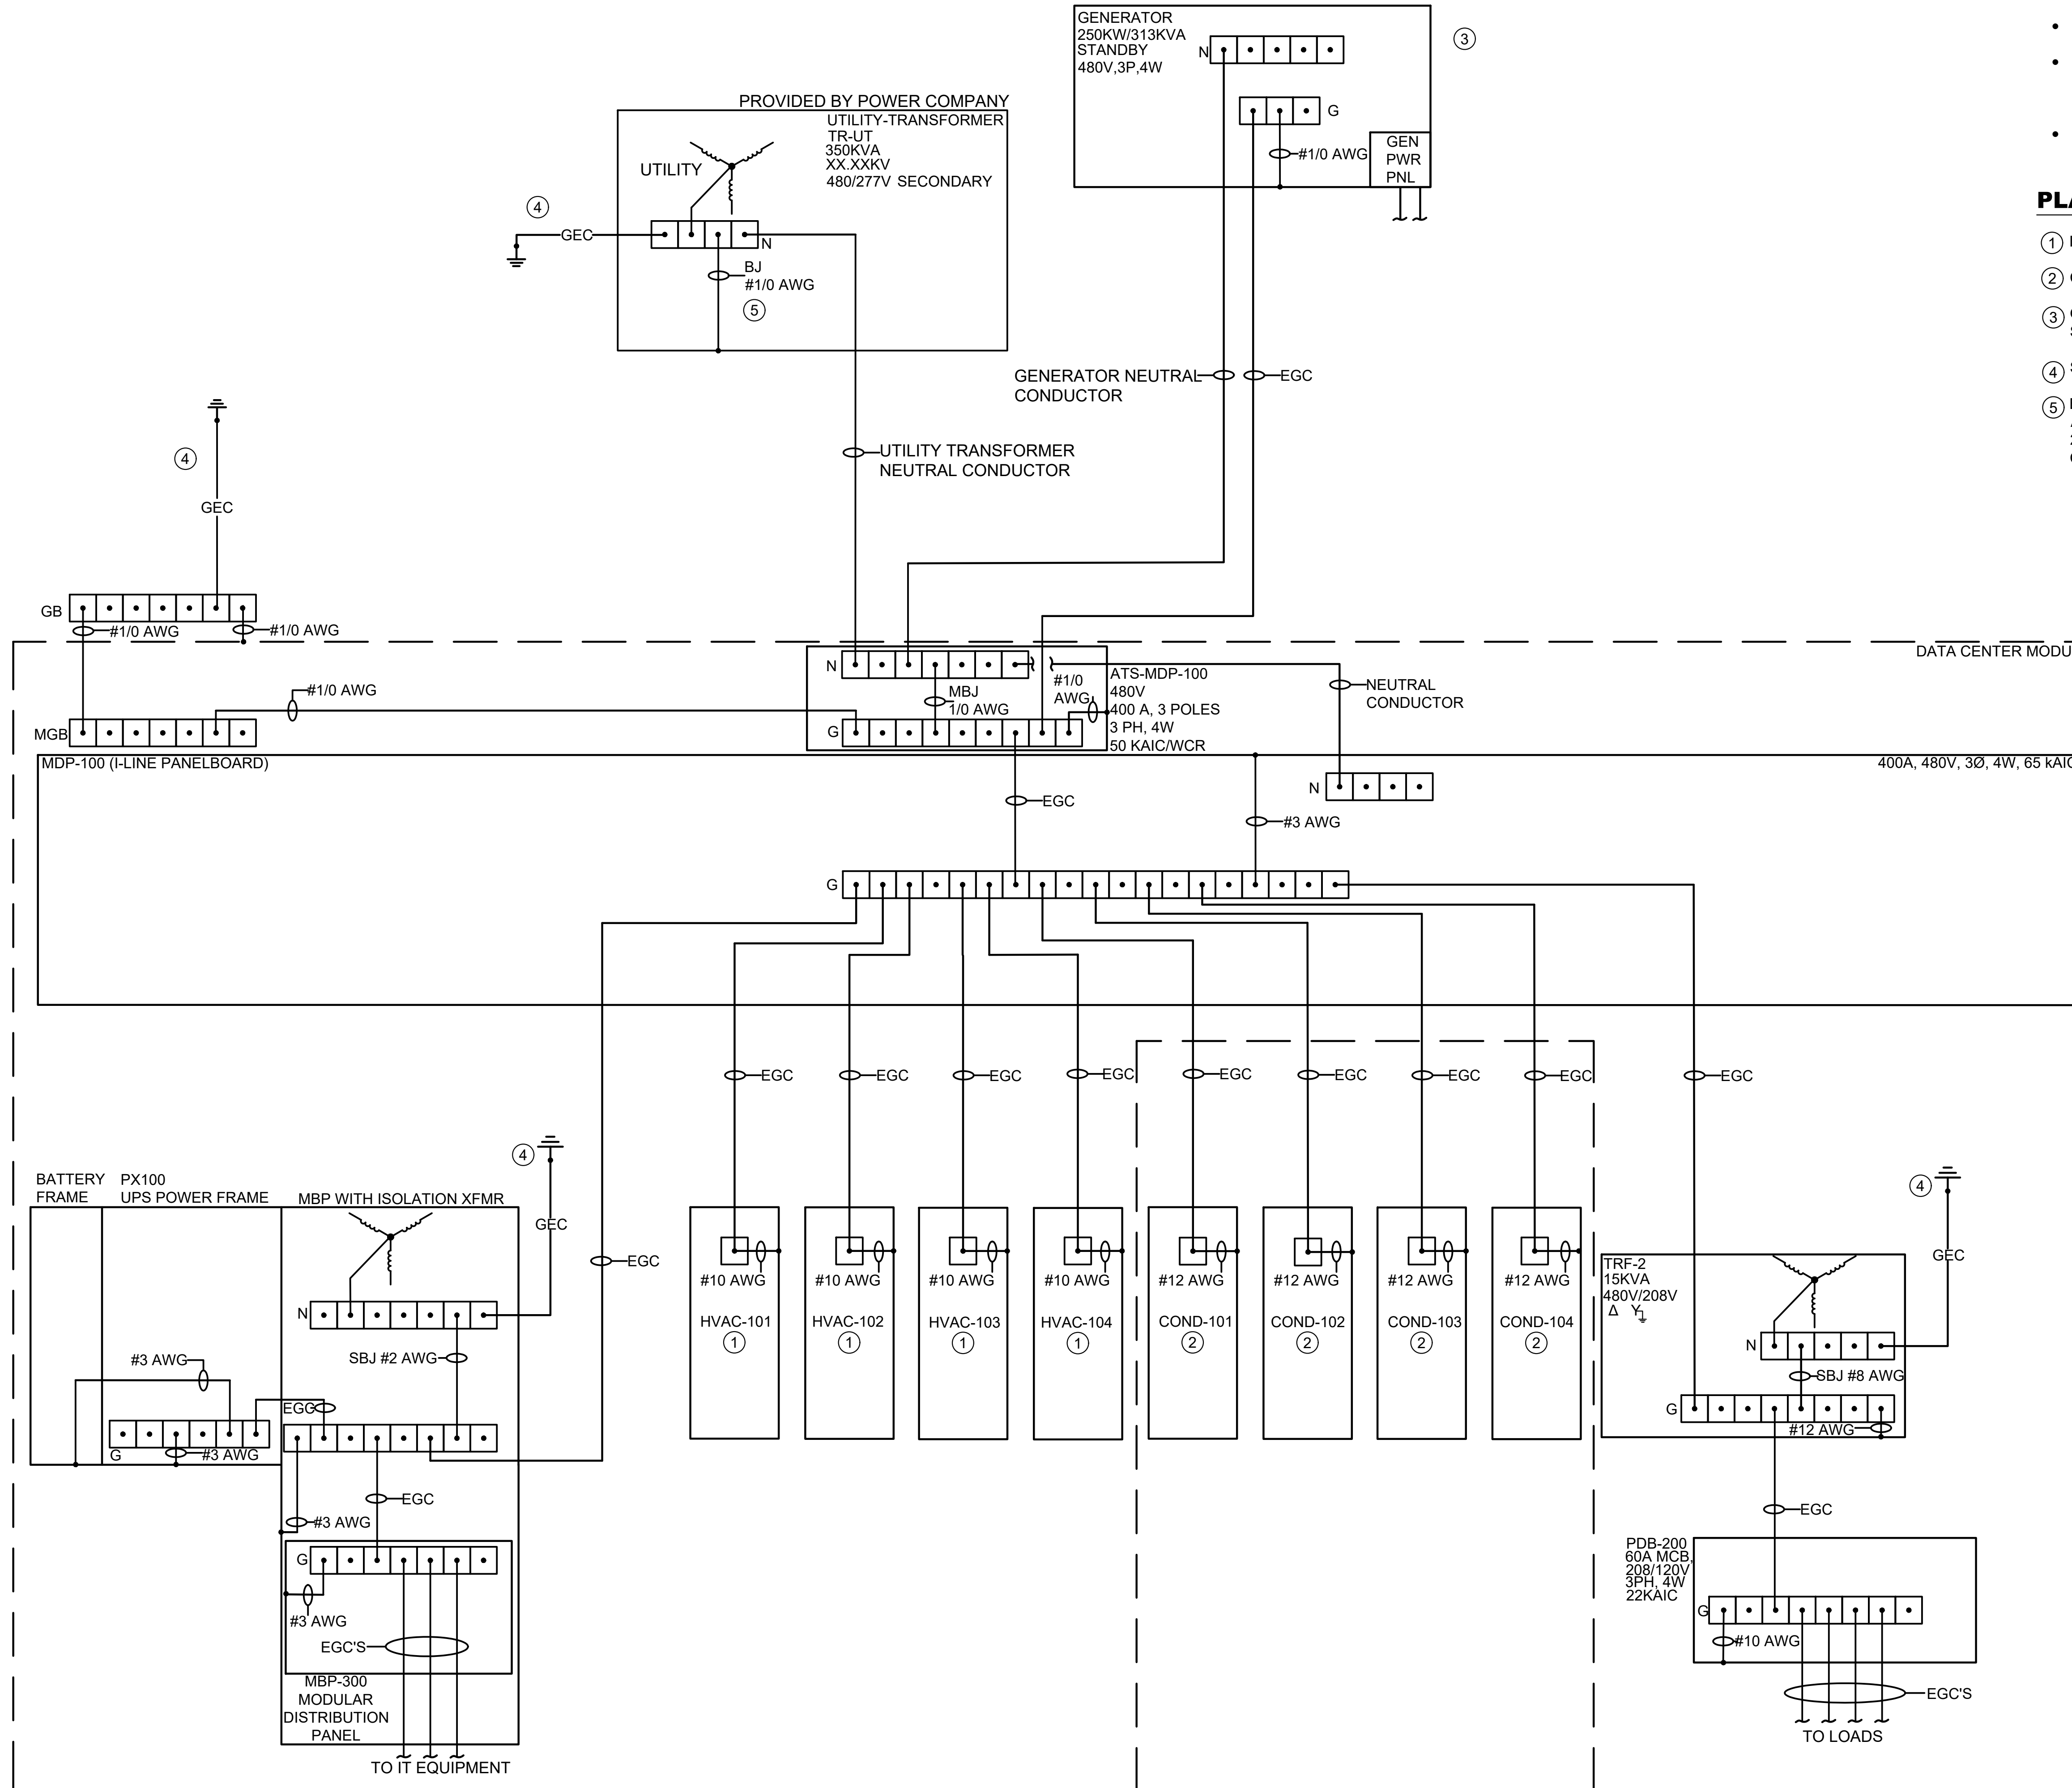 GENERATOR
250KW/313KVA
STANDBY
480V,3P,4W
N
3
G
#1/0 AWG
GEN
PWR
PNL
PROVIDED BY POWER COMPANY
UTILITY-TRANSFORMER
TR-UT
350KVA
XX.XXKV
480/277V SECONDARY
UTILITY
4
GEC
N
BJ
#1/0 AWG
5
PLA
1
2
3
4
5
GENERATOR NEUTRAL
CONDUCTOR
EGC
UTILITY TRANSFORMER
NEUTRAL CONDUCTOR
4
GEC
GB
#1/0 AWG
#1/0 AWG
DATA CENTER MODU
#1/0 AWG
MGB
N
MBJ
1/0 AWG
#1/0
AWG
G
ATS-MDP-100
480V
400 A, 3 POLES
3 PH, 4W
50 KAIC/WCR
NEUTRAL
CONDUCTOR
MDP-100 (I-LINE PANELBOARD)
400A, 480V, 3Ø, 4W, 65 kAIC
N
EGC
#3 AWG
G
EGC
EGC
EGC
EGC
EGC
EGC
EGC
EGC
EGC
4
GEC
BATTERY
FRAME
PX100
UPS POWER FRAME
MBP WITH ISOLATION XFMR
N
SBJ #2 AWG
#3 AWG
EGC
G
#3 AWG
EGC
#3 AWG
G
#3 AWG
EGC'S
MBP-300
MODULAR
DISTRIBUTION
PANEL
TO IT EQUIPMENT
EGC
#10 AWG
HVAC-101
1
#10 AWG
HVAC-102
1
#10 AWG
HVAC-103
1
#10 AWG
HVAC-104
1
#12 AWG
COND-101
2
#12 AWG
COND-102
2
#12 AWG
COND-103
2
#12 AWG
COND-104
2
4
GEC
TRF-2
15KVA
480V/208V
Δ Y
N
SBJ #8 AWG
G
#12 AWG
EGC
PDB-200
60A MCB,
208/120V
3PH, 4W
22KAIC
G
#10 AWG
EGC'S
TO LOADS